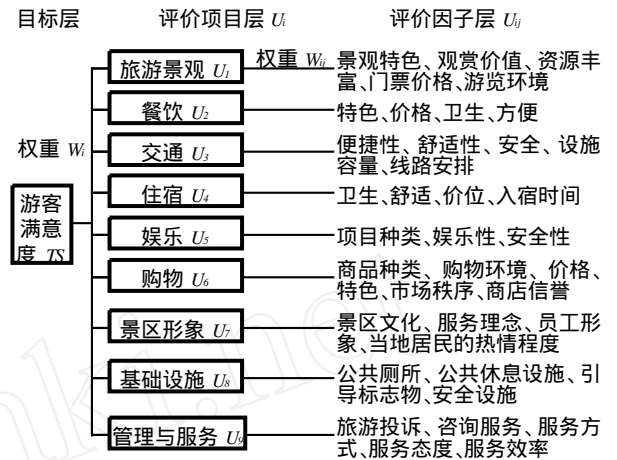 目标层 评价项目层 Ui 评价因子层 Uij
旅游景观 U1 权重 Wij 景观特色、观赏价值、资源丰
富、门票价格、游览环境
餐饮 U2 特色、价格、卫生、方便
权重 Wi 交通 U3 便捷性、舒适性、安全、设施
容量、线路安排
住宿 U4 卫生、舒适、价位、入宿时间
游客
满意
度 TS
娱乐 U5 项目种类、娱乐性、安全性
购物 U6 商品种类、购物环境、价格、
特色、市场秩序、商店信誉
景区形象 U7 景区文化、服务理念、员工形
象、当地居民的热情程度
基础设施 U8 公共厕所、公共休息设施、引
导标志物、安全设施
管理与服务 U9 旅游投诉、咨询服务、服务方
式、服务态度、服务效率